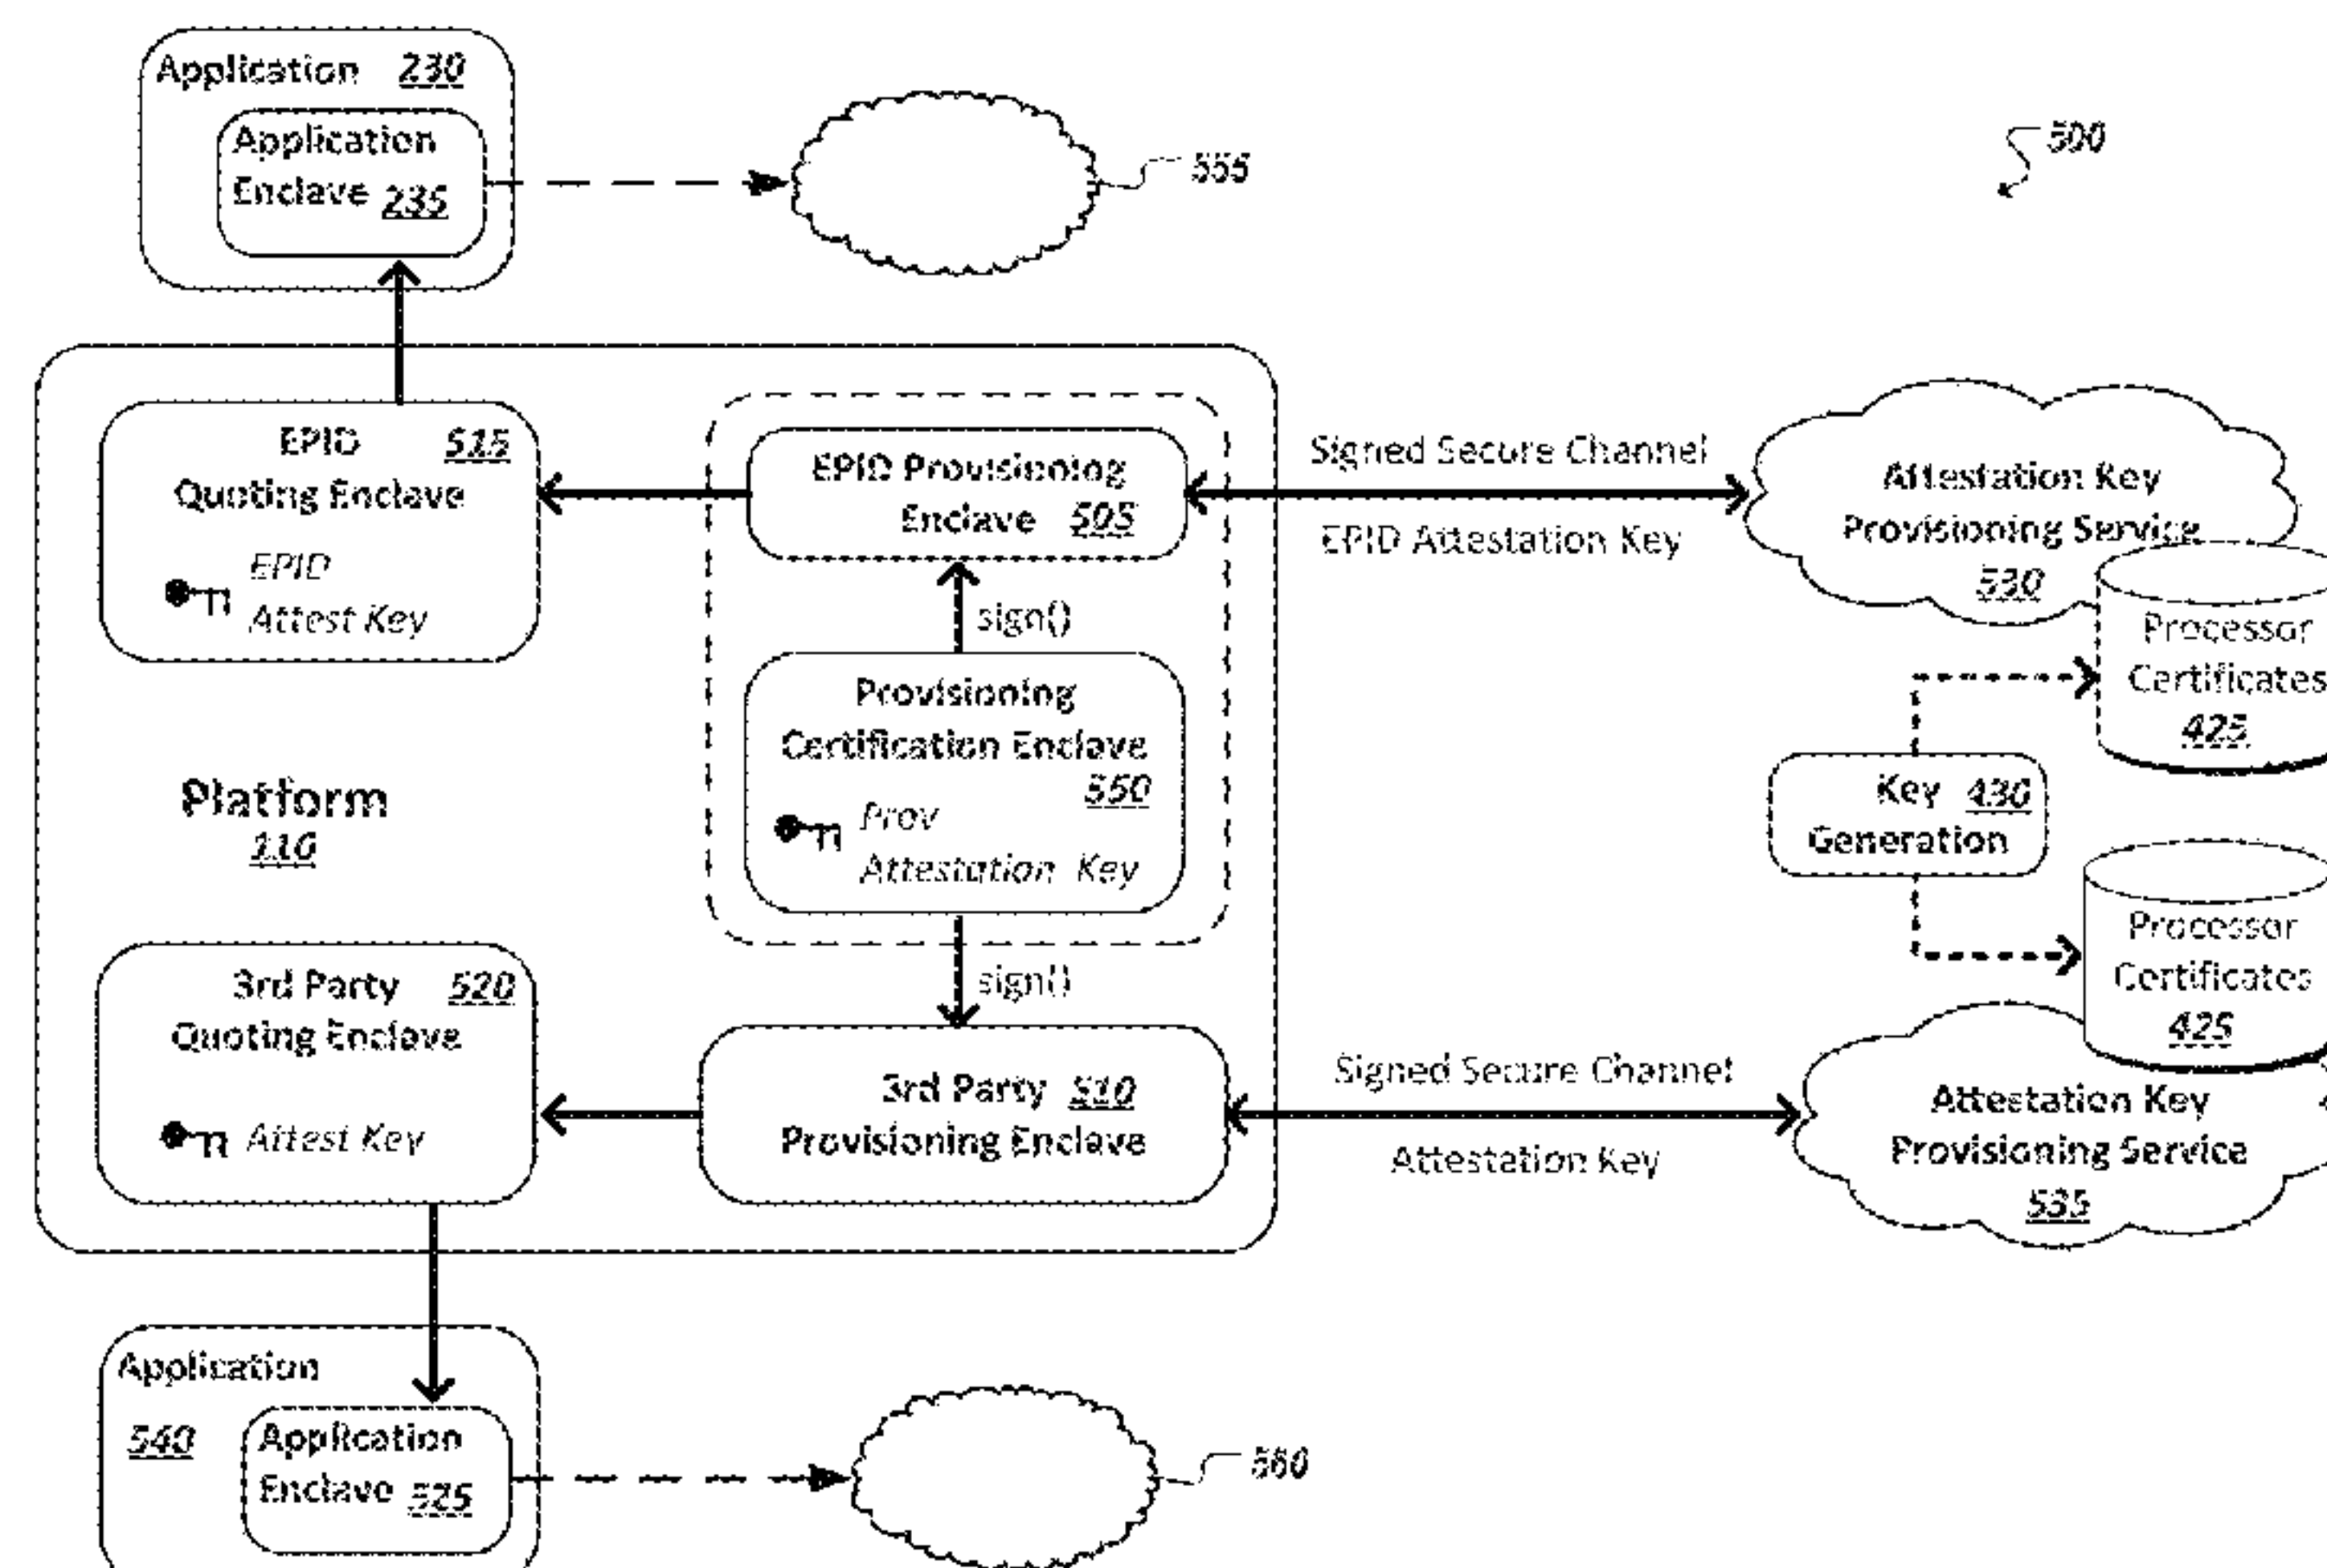 Application 230
Application
Enclave 235
555
500
EPID 515
Quoting Enclave
EPID
Attest Key
EPID Provisioning
Enclave 505
sign()
Provisioning
Certification Enclave
550
Prov
Attestation Key
sign()
Platform
110
3rd Party 520
Quoting Enclave
Attest Key
3rd Party 510
Provisioning Enclave
Signed Secure Channel
EPID Attestation Key
Attestation Key
Provisioning Service
530
Processor
Certificates
425
Key 430
Generation
Processor
Certificates
425
Signed Secure Channel
Attestation Key
Attestation Key
Provisioning Service
535
Application
540
Application
Enclave 525
560